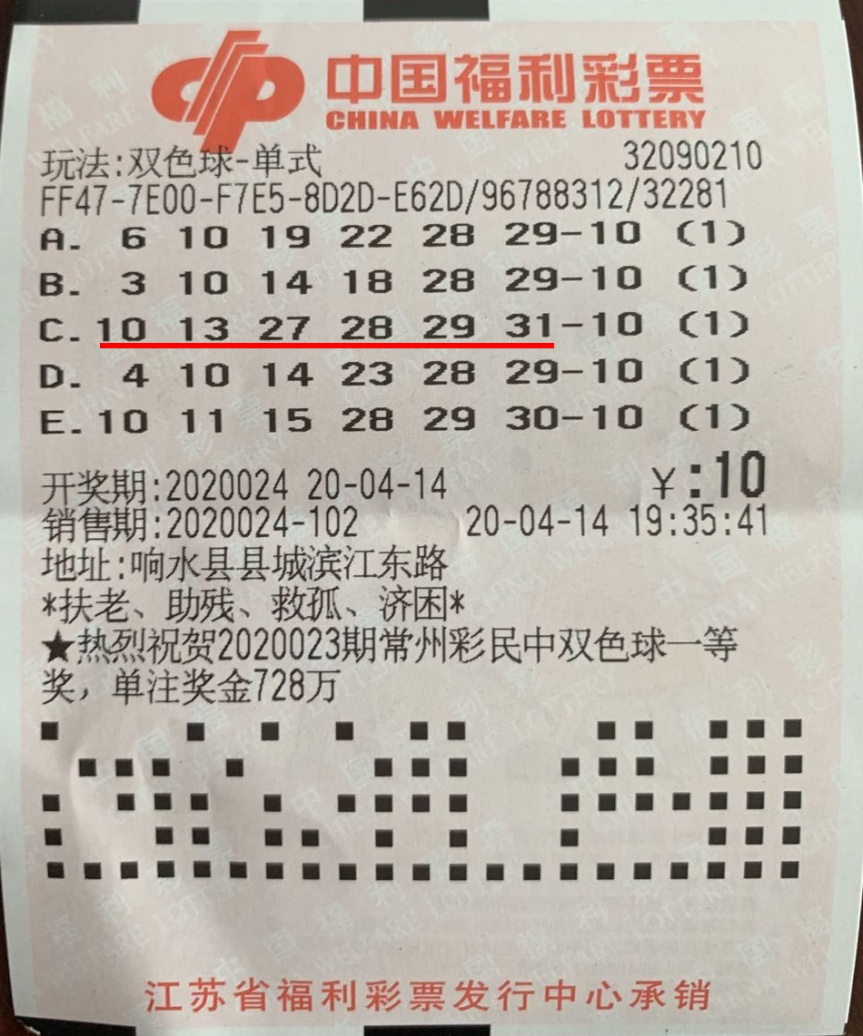 中国福利彩票
CHINA WELFARE LOTTERY
玩法:双色球-单式 32090210
FF47-7E00-F7E5-8D2D-E62D/96788312/32281
A. 6 10 19 22 28 29-10 (1)
B. 3 10 14 18 28 29-10 (1)
C. 10 13 27 28 29 31-10 (1)
D. 4 10 14 23 28 29-10 (1)
E. 10 11 15 28 29 30-10 (1)
开奖期:2020024 20-04-14 ¥:10
销售期:2020024-102 20-04-14 19:35:41
地址:响水县县城滨江东路
*扶老、助残、救孤、济困*
★热烈祝贺2020023期常州彩民中双色球一等
奖，单注奖金728万
江苏省福利彩票发行中心承销